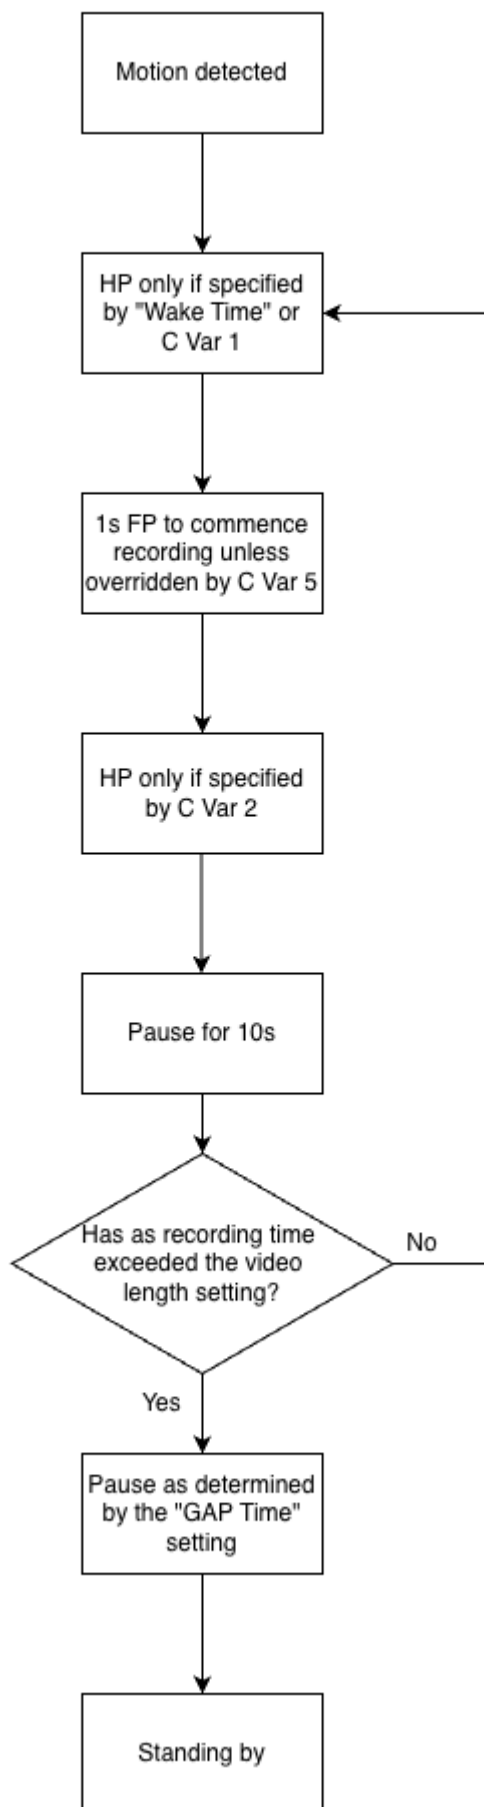 Motion detected
HP only if specified
by "Wake Time" or
C Var 1
1s FP to commence
recording unless
overridden by C Var 5
HP only if specified
by C Var 2
Pause for 10s
Has as recording time
exceeded the video
length setting?
No
Yes
Pause as determined
by the "GAP Time"
setting
Standing by